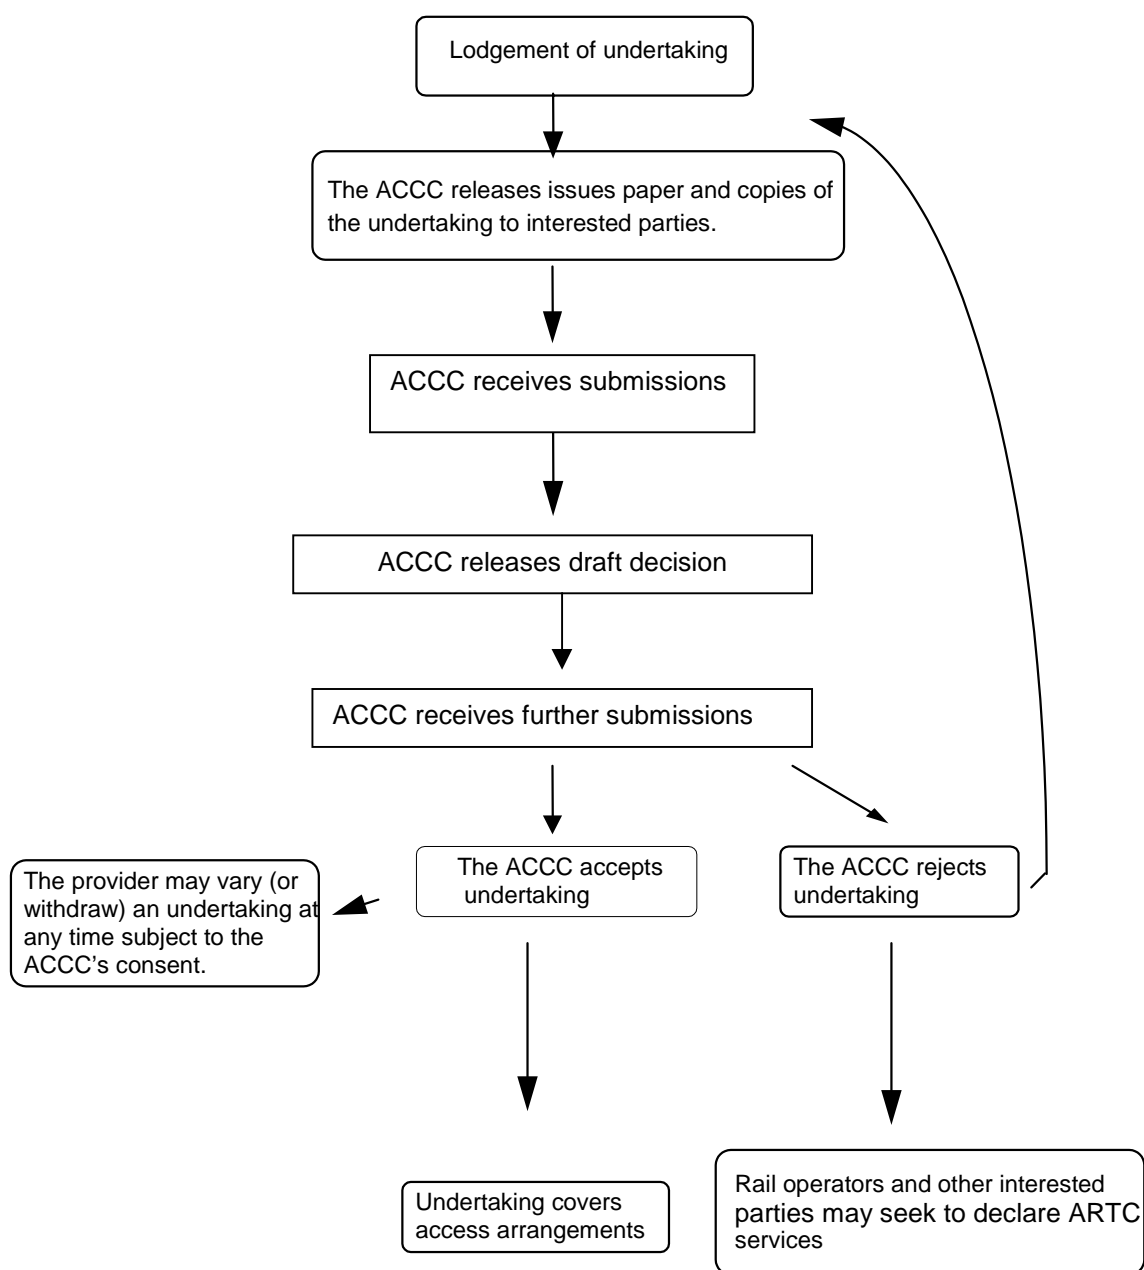 Lodgement of undertaking
The ACCC releases issues paper and copies of
the undertaking to interested parties.
ACCC receives submissions
ACCC releases draft decision
ACCC receives further submissions
The ACCC accepts
undertaking
The ACCC rejects
undertaking
The provider may vary (or
withdraw) an undertaking at
any time subject to the
ACCC’s consent.
Undertaking covers
access arrangements
Rail operators and other interested
parties may seek to declare ARTC
services